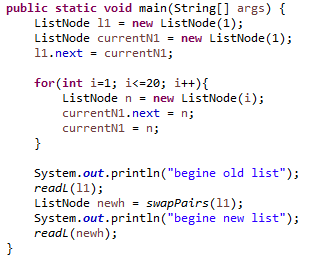 public static void main(String[] args) {
ListNode l1 = new ListNode(1);
ListNode currentN1 = new ListNode(1);
l1.next = currentN1;
for(int i=1; i<=20; i++){
ListNode n = new ListNode(i);
currentN1.next = n;
currentN1 = n;
}
System.out.println("begine old list");
readL(l1);
ListNode newh = swapPairs(l1);
System.out.println("begine new list");
readL(newh);
}